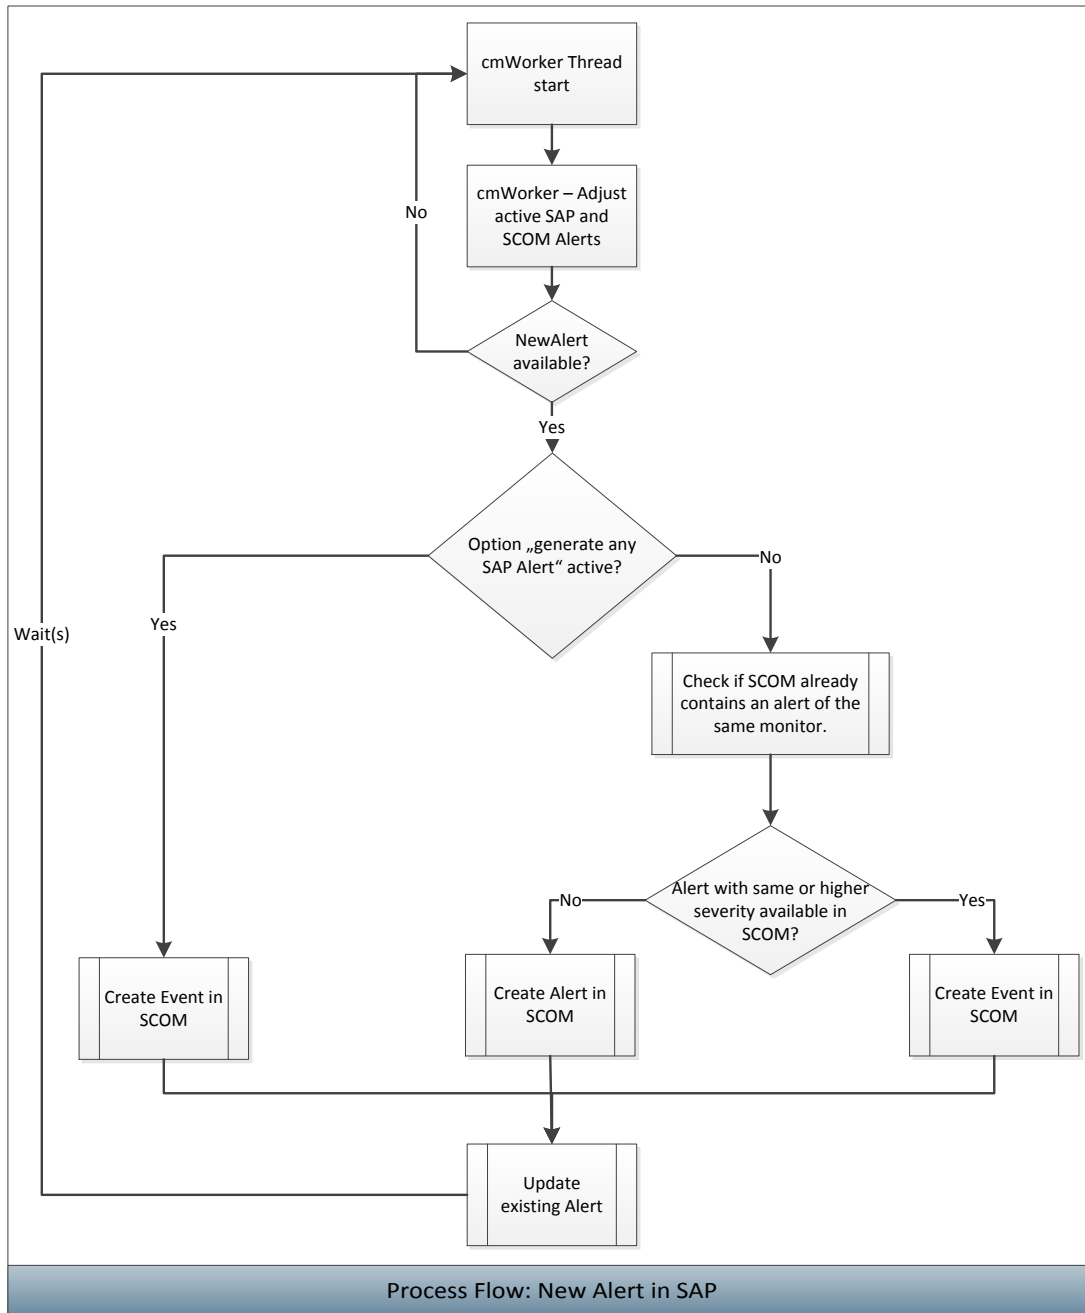 cmWorker Thread
start
cmWorker – Adjust
active SAP and
SCOM Alerts
No
NewAlert
available?
Yes
Option „generate any
SAP Alert“ active?
No
Yes
Wait(s)
Check if SCOM already
contains an alert of the
same monitor.
Alert with same or higher
severity available in
SCOM?
No
Yes
Create Event in
SCOM
Create Alert in
SCOM
Create Event in
SCOM
Update
existing Alert
Process Flow: New Alert in SAP